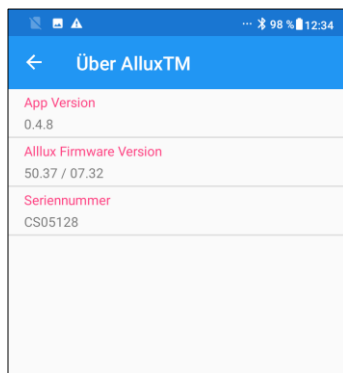 98 % 12:34
Über AlluxTM
App Version
0.4.8
Alllux Firmware Version
50.37 / 07.32
Seriennummer
CS05128